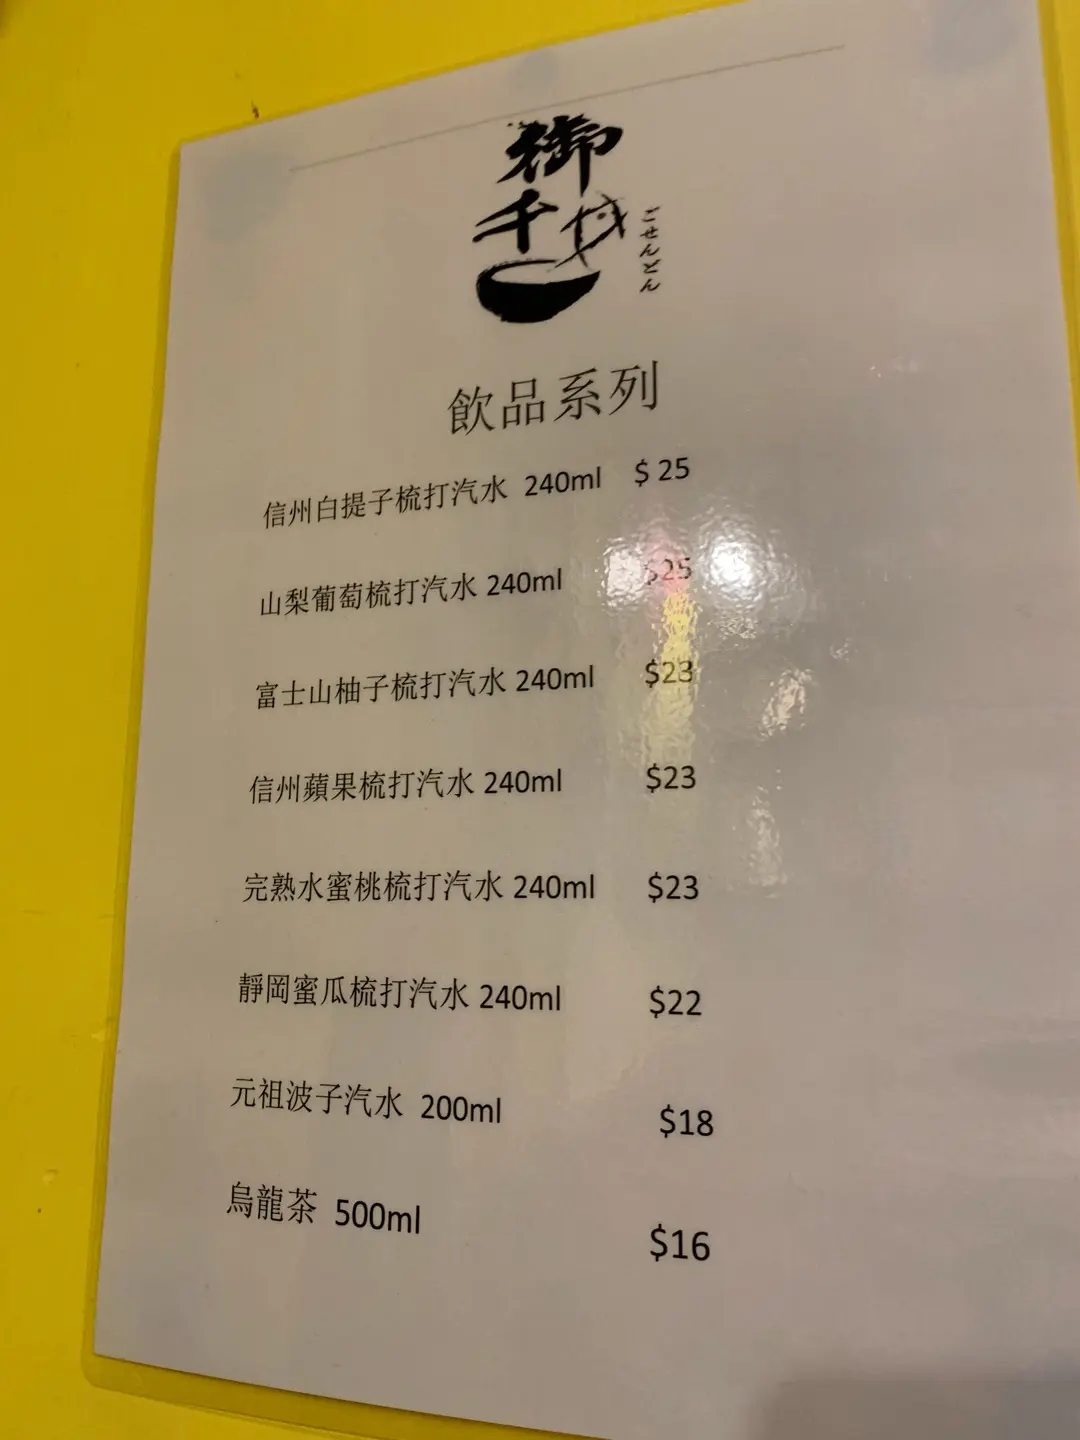 御
千丼
ごせんどん
飲品系列
信州白提子梳打汽水 240ml $ 25
山梨葡萄梳打汽水 240ml $25
富士山柚子梳打汽水 240ml $23
信州蘋果梳打汽水 240ml $23
完熟水蜜桃梳打汽水 240ml $23
靜岡蜜瓜梳打汽水 240ml $22
元祖波子汽水 200ml $18
烏龍茶 500ml $16